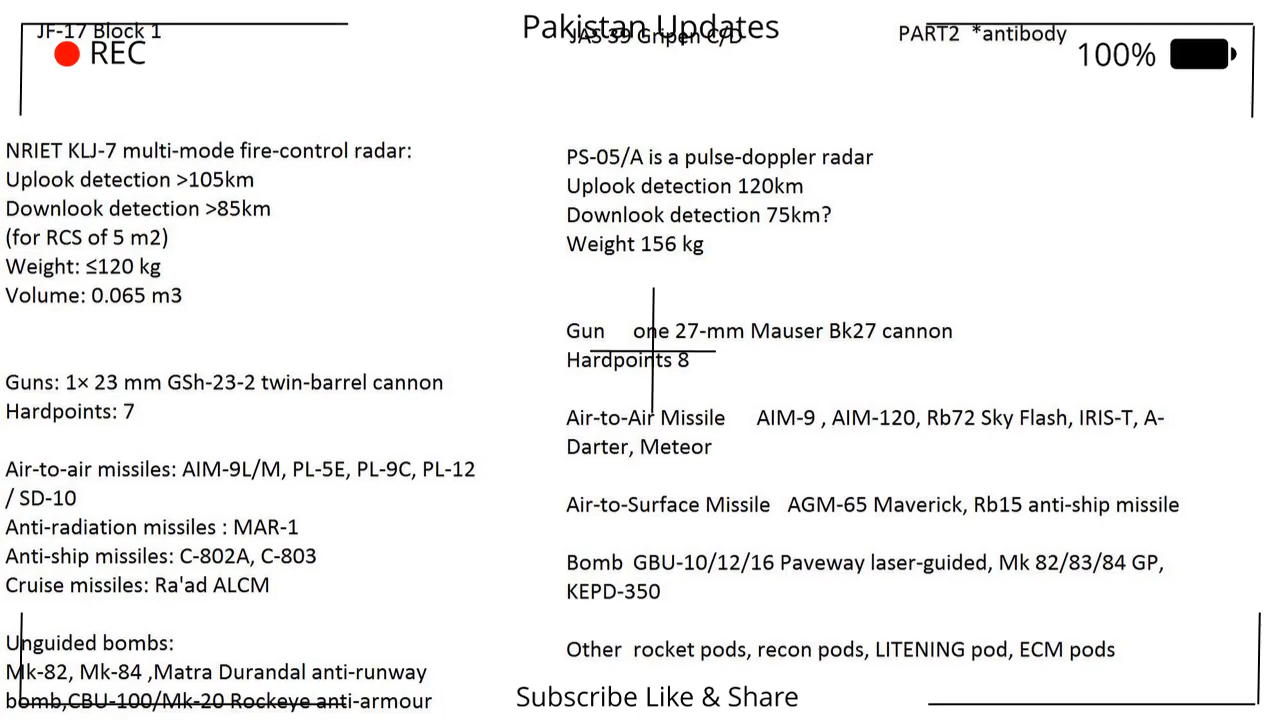 Pakistan Updates
JF-17 Block 1
JAS 39 Gripen C/D
PART2 *antibody
REC
100%
NRIET KLJ-7 multi-mode fire-control radar:
Uplook detection >105km
Downlook detection >85km
(for RCS of 5 m2)
Weight: ≤120 kg
Volume: 0.065 m3
Guns: 1× 23 mm GSh-23-2 twin-barrel cannon
Hardpoints: 7
Air-to-air missiles: AIM-9L/M, PL-5E, PL-9C, PL-12
/ SD-10
Anti-radiation missiles : MAR-1
Anti-ship missiles: C-802A, C-803
Cruise missiles: Ra'ad ALCM
Unguided bombs:
Mk-82, Mk-84 ,Matra Durandal anti-runway
bomb,CBU-100/Mk-20 Rockeye anti-armour
PS-05/A is a pulse-doppler radar
Uplook detection 120km
Downlook detection 75km?
Weight 156 kg
Gun one 27-mm Mauser Bk27 cannon
Hardpoints 8
Air-to-Air Missile AIM-9 , AIM-120, Rb72 Sky Flash, IRIS-T, A-
Darter, Meteor
Air-to-Surface Missile AGM-65 Maverick, Rb15 anti-ship missile
Bomb GBU-10/12/16 Paveway laser-guided, Mk 82/83/84 GP,
KEPD-350
Other rocket pods, recon pods, LITENING pod, ECM pods
Subscribe Like & Share